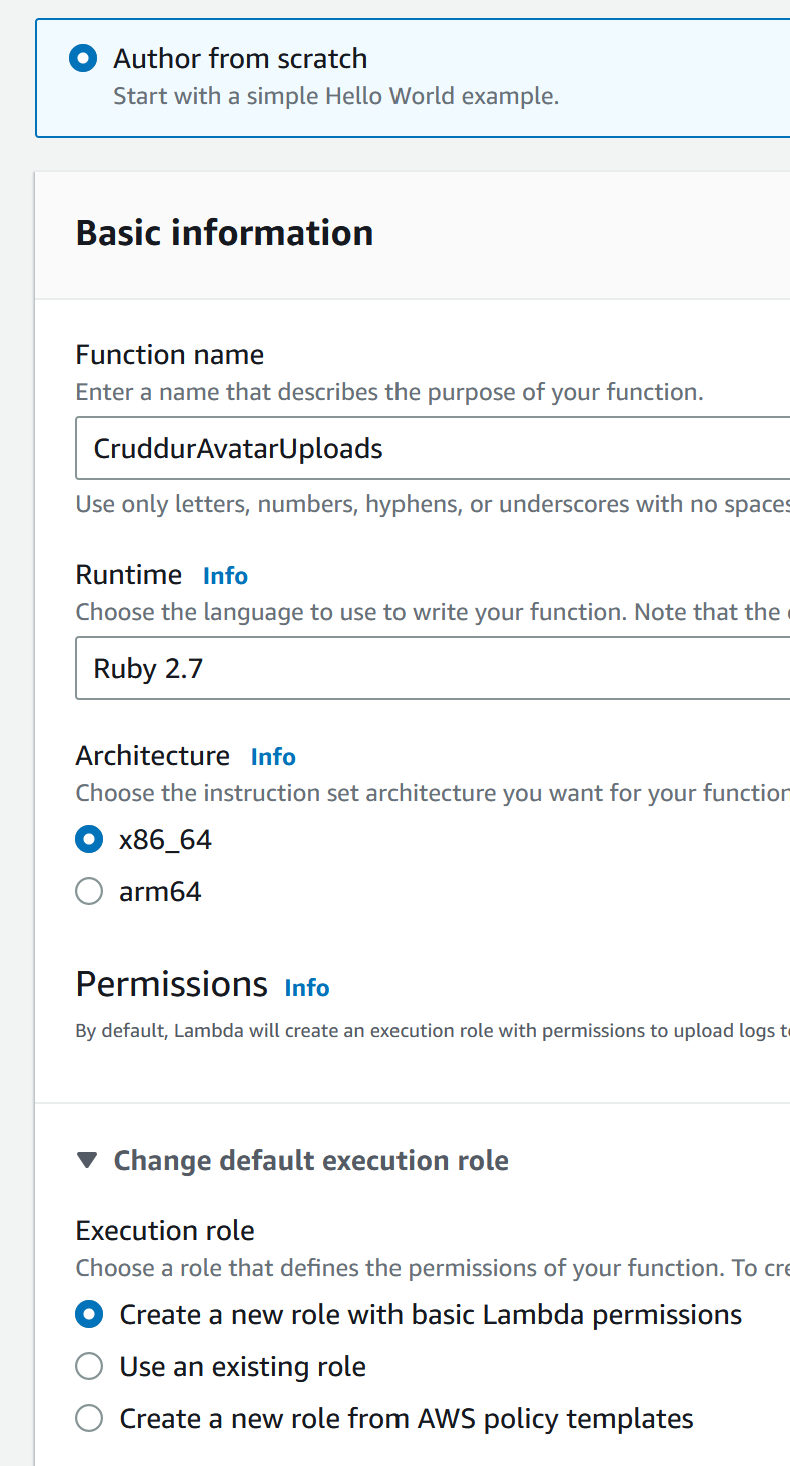 Author from scratch
Start with a simple Hello World example.
Basic information
Function name
Enter a name that describes the purpose of your function.
CruddurAvatarUploads
Use only letters, numbers, hyphens, or underscores with no spaces
Runtime Info
Choose the language to use to write your function. Note that the
Ruby 2.7
Architecture Info
Choose the instruction set architecture you want for your function
x86_64
arm64
Permissions Info
By default, Lambda will create an execution role with permissions to upload logs
Change default execution role
Execution role
Choose a role that defines the permissions of your function. To
Create a new role with basic Lambda permissions
Use an existing role
Create a new role from AWS policy templates